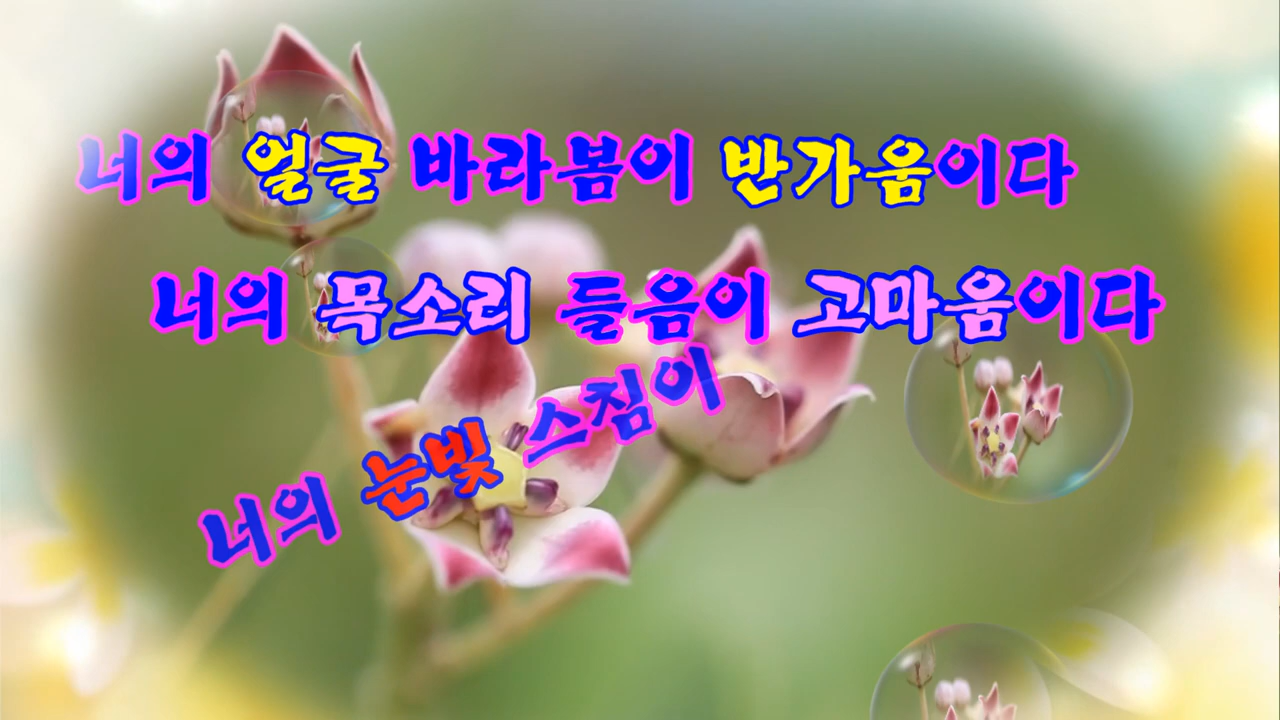 너의 얼굴 바라봄이 반가움이다
너의 목소리 들음이 고마움이다
너의 눈빛 스침이